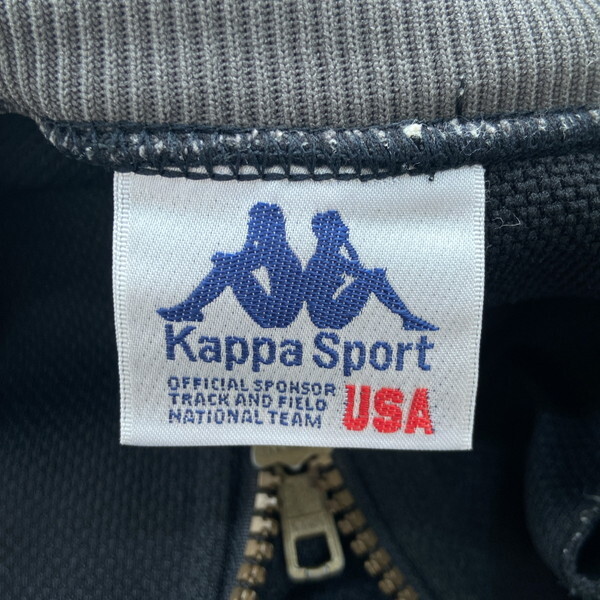 Kappa Sport
OFFICIAL SPONSOR
TRACK AND FIELD
NATIONAL TEAM
USA